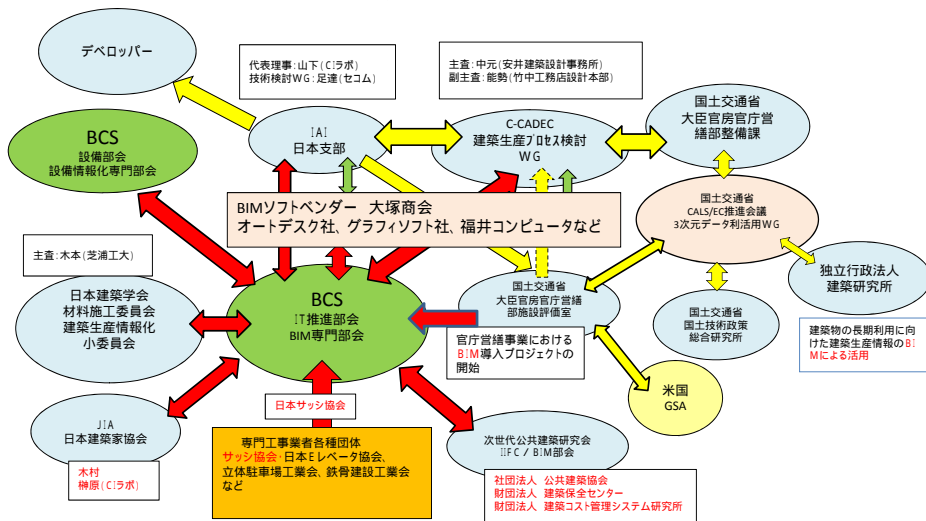 デベロッパー
代表理事：山下(CIラボ)
技術検討WG：足達(セコム)
主査：中元(安井建築設計事務所)
副主査：能勢(竹中工務店設計本部)
BCS
設備部会
設備情報化専門部会
IAI
日本支部
C-CADEC
建築生産プロセス検討
WG
国土交通省
大臣官房官庁営
繕部整備課
BIMソフトベンダー　大塚商会
オートデスク社、グラフィソフト社、福井コンピュータなど
国土交通省
CALS/EC推進会議
3次元データ利活用WG
主査：木本(芝浦工大)
日本建築学会
材料施工委員会
建築生産情報化
小委員会
BCS
IT推進部会
BIM専門部会
国土交通省
大臣官房官庁営繕
部施設評価室
官庁営繕事業における
BIM導入プロジェクトの
開始
国土交通省
国土技術政策
総合研究所
独立行政法人
建築研究所
建築物の長期利用に向
けた建築生産情報のBI
Mによる活用
米国
GSA
日本サッシ協会
JIA
日本建築家協会
木村
榊原(CIラボ)
専門工事業者各種団体
サッシ協会・日本Eレベータ協会、
立体駐車場工業会、鉄骨建設工業会
など
次世代公共建築研究会
IFC / BIM部会
社団法人　公共建築協会
財団法人　建築保全センター
財団法人　建築コスト管理システム研究所